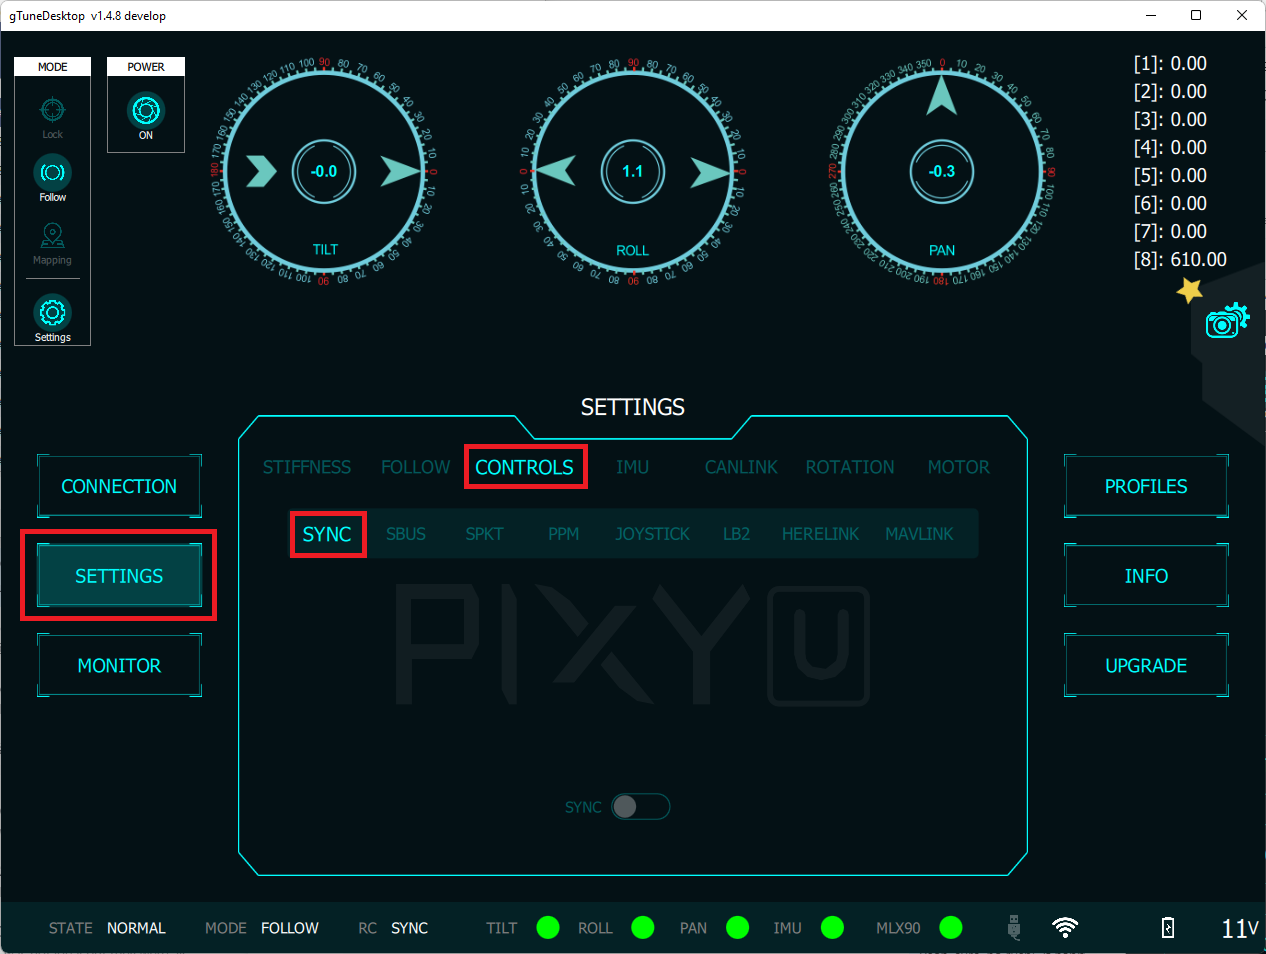 gTuneDesktop v1.4.8 develop
MODE
Lock
Follow
Mapping
Settings
POWER
ON
-0.0
TILT
1.1
ROLL
-0.3
PAN
[1]: 0.00
[2]: 0.00
[3]: 0.00
[4]: 0.00
[5]: 0.00
[6]: 0.00
[7]: 0.00
[8]: 610.00
SETTINGS
CONNECTION
SETTINGS
MONITOR
STIFFNESS FOLLOW CONTROLS IMU CANLINK ROTATION MOTOR
SYNC SBUS SPKT PPM JOYSTICK LB2 HERELINK MAVLINK
PIXY U
SYNC
PROFILES
INFO
UPGRADE
STATE NORMAL MODE FOLLOW RC SYNC TILT ROLL PAN IMU MLX90 11V